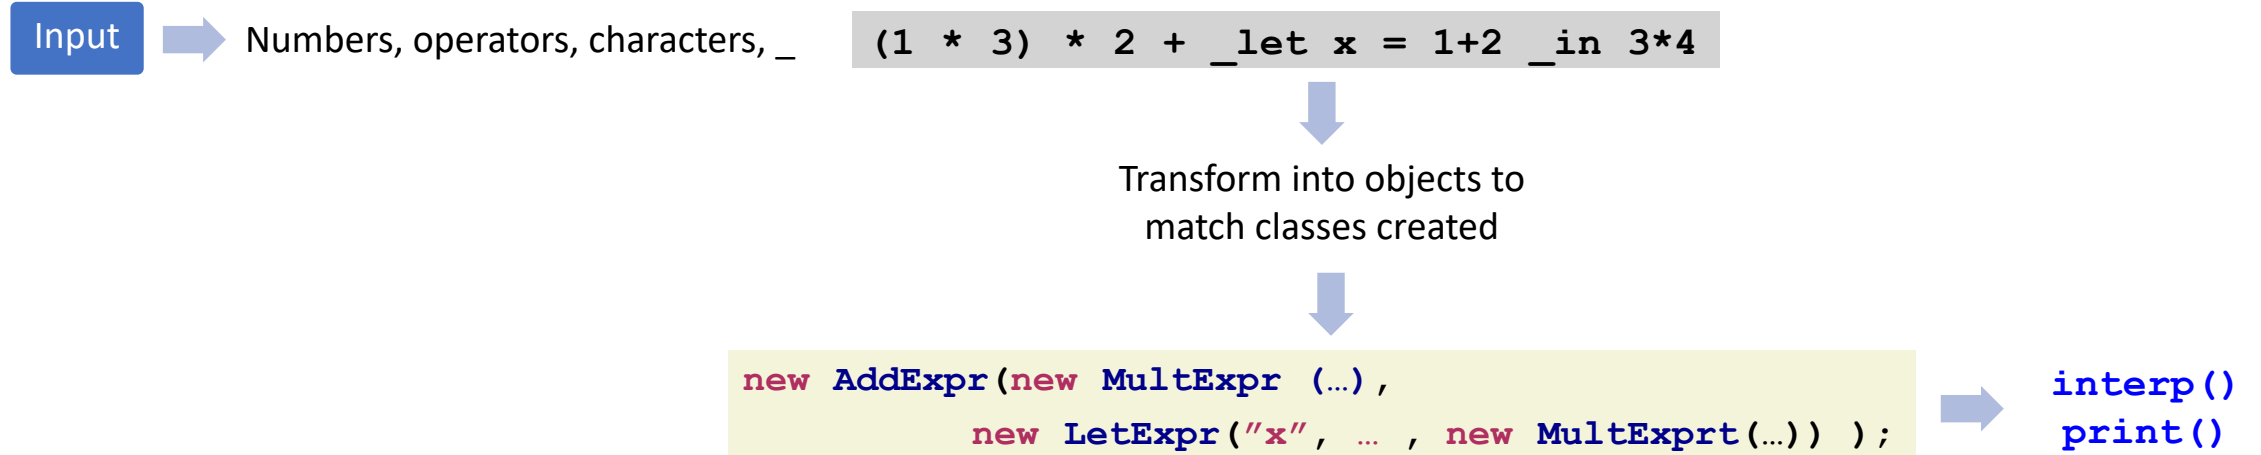 Input
Numbers, operators, characters, _
(1 * 3) * 2 + _let x = 1+2 _in 3*4
Transform into objects to
match classes created
new AddExpr(new MultExpr (…),
new LetExpr(″x″, … , new MultExprt(…)) );
interp()
print()